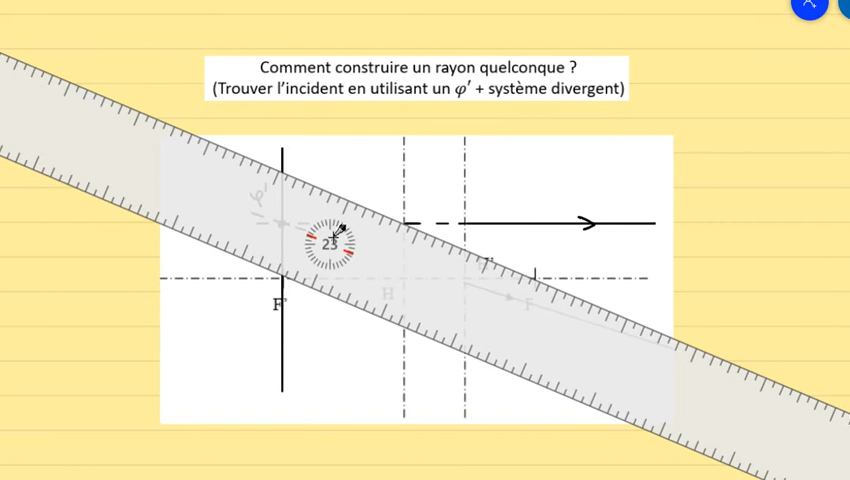 Comment construire un rayon quelconque ?
(Trouver l’incident en utilisant un φ′ + système divergent)
φ'
23
H
F'
F